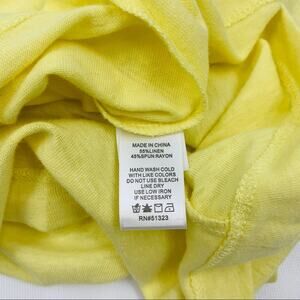 MADE IN CHINA
55%LINEN
45%SPUN RAYON
HAND WASH COLD
WITH LIKE COLORS
DO NOT USE BLEACH
LINE DRY
USE LOW IRON
IF NECESSARY
RN#51323